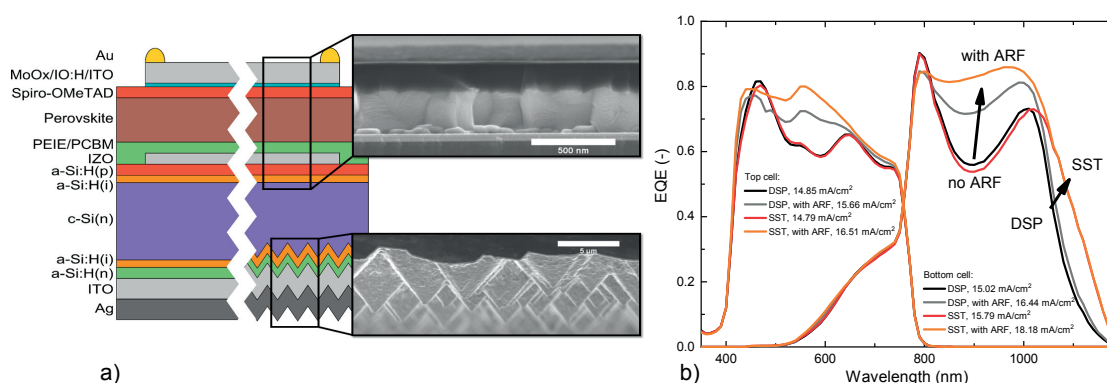 Au
MoOx/IO:H/ITO
Spiro-OMeTAD
Perovskite
PEIE/PCBM
IZO
a-Si:H(p)
a-Si:H(i)
c-Si(n)
a-Si:H(i)
a-Si:H(n)
ITO
Ag
500 nm
5 µm
a)
EQE (-)
0.8
0.6
0.4
0.2
0.0
with ARF
no ARF
SST
DSP
Top cell:
DSP, 14.85 mA/cm²
DSP, with ARF, 15.66 mA/cm²
SST, 14.79 mA/cm²
SST, with ARF, 16.51 mA/cm²
Bottom cell:
DSP, 15.02 mA/cm²
DSP, with ARF, 16.44 mA/cm²
SST, 15.79 mA/cm²
SST, with ARF, 18.18 mA/cm²
400 600 800 1000
Wavelength (nm)
b)